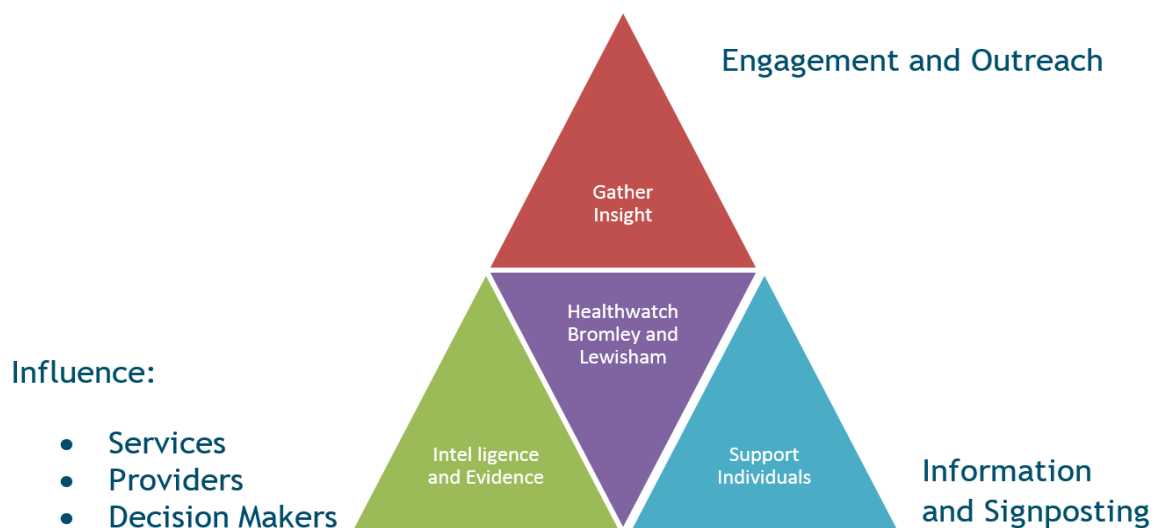 Engagement and Outreach
Gather
Insight
Healthwatch
Bromley and
Lewisham
Influence:
• Services
• Providers
• Decision Makers
Intel ligence
and Evidence
Support
Individuals
Information
and Signposting